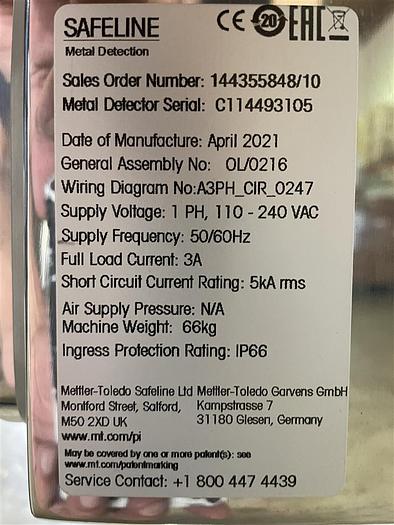 SAFELINE
Metal Detection
CE 20 EAC
Sales Order Number: 144355848/10
Metal Detector Serial: C114493105
Date of Manufacture: April 2021
General Assembly No: OL/0216
Wiring Diagram No:A3PH_CIR_0247
Supply Voltage: 1 PH, 110 - 240 VAC
Supply Frequency: 50/60Hz
Full Load Current: 3A
Short Circuit Current Rating: 5kA rms
Air Supply Pressure: N/A
Machine Weight: 66kg
Ingress Protection Rating: IP66
Mettler-Toledo Safeline Ltd Mettler-Toledo Garvens GmbH
Montford Street, Salford, Kampstrasse 7
M50 2XD UK 31180 Giesen, Germany
www.mt.com/pi
May be covered by one or more patent(s): see
www.mt.com/patentmarking
Service Contact: +1 800 447 4439